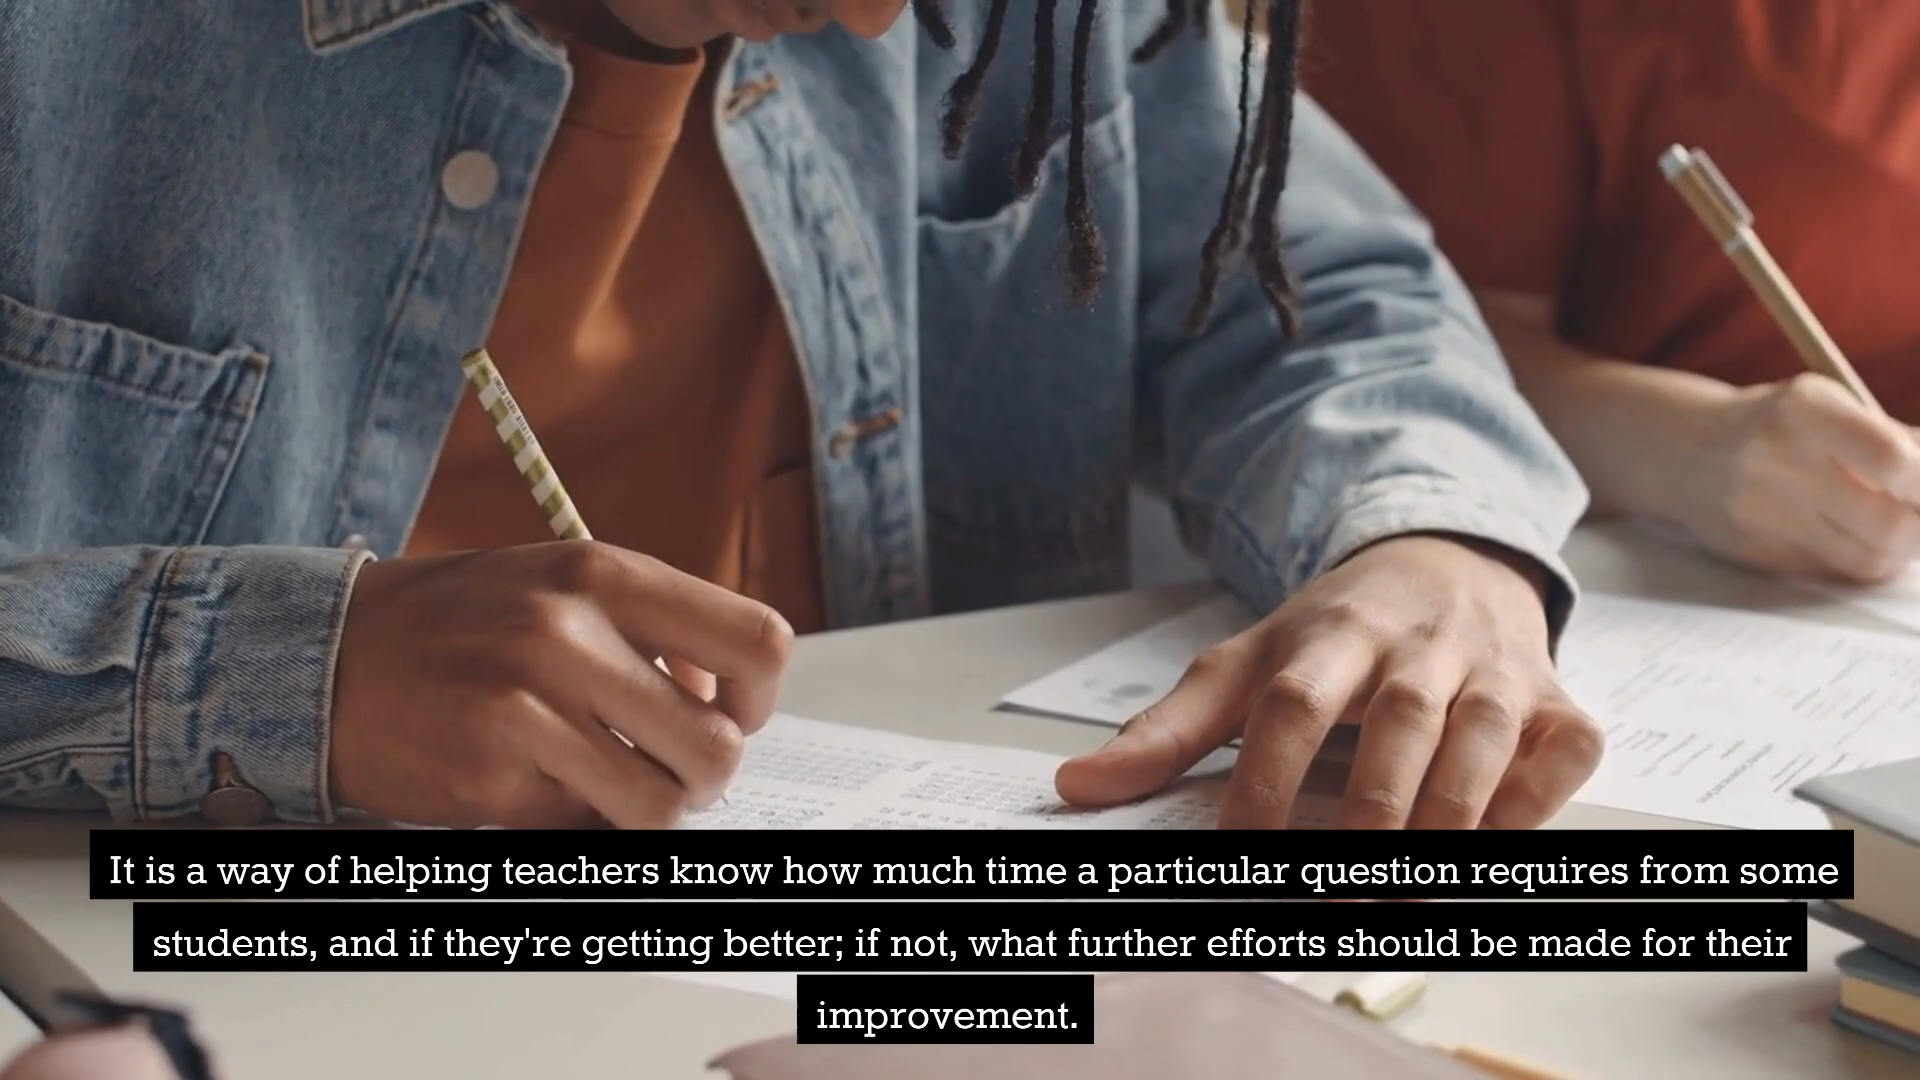 It is a way of helping teachers know how much time a particular question requires from some
students, and if they're getting better; if not, what further efforts should be made for their
improvement.